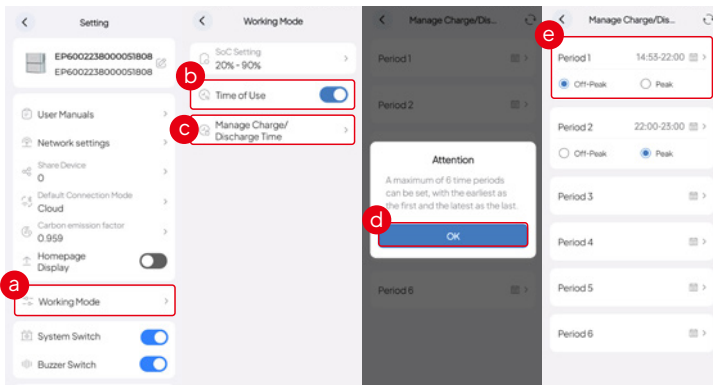 Setting
EP6002238000051808
EP6002238000051808
User Manuals
Network settings
Share Device
0
Default Connection Mode
Cloud
Carbon emission factor
0.959
Homepage
Display
a
Working Mode
System Switch
Buzzer Switch
Working Mode
SoC Setting
20% - 90%
b
Time of Use
c
Manage Charge/
Discharge Time
Manage Charge/Dis...
Period 1
Period 2
Attention
A maximum of 6 time periods
can be set, with the earliest as
the first and the latest as the last.
d
OK
Period 6
Manage Charge/Dis...
e
Period 1 14:53-22:00
Off-Peak Peak
Period 2 22:00-23:00
Off-Peak Peak
Period 3
Period 4
Period 5
Period 6